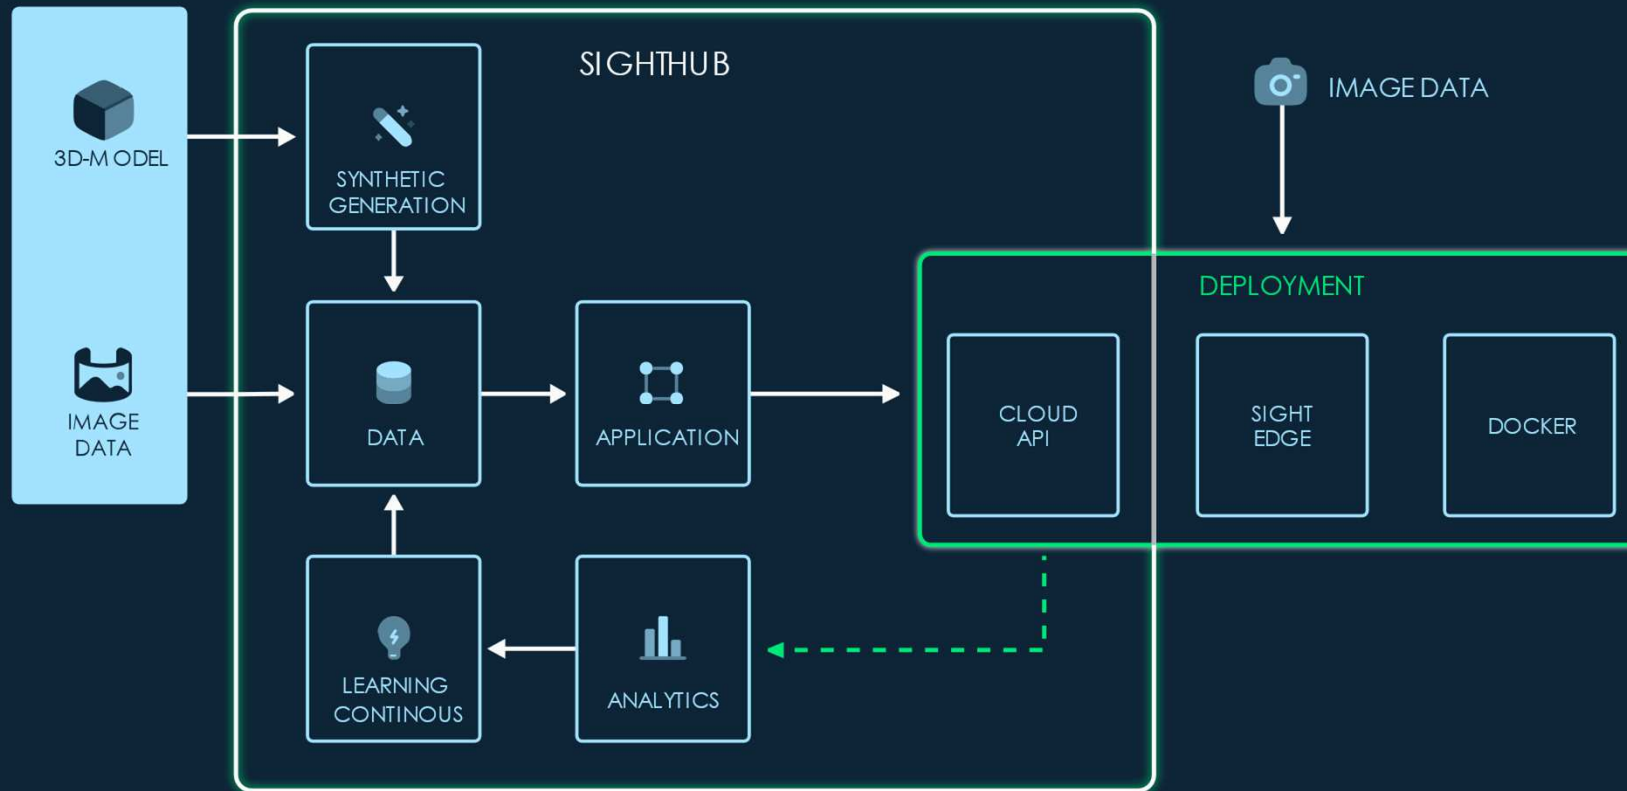 SIGHTHUB
IMAGE DATA
3D-MODEL
SYNTHETIC
GENERATION
DEPLOYMENT
IMAGE
DATA
DATA
APPLICATION
CLOUD
API
SIGHT
EDGE
DOCKER
LEARNING
CONTINOUS
ANALYTICS